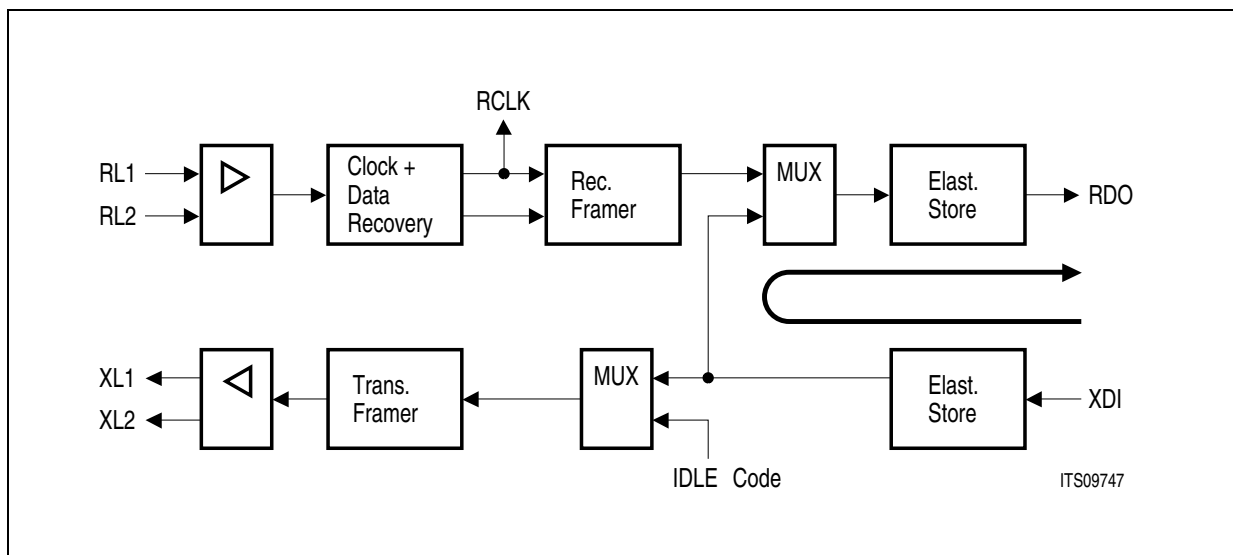 RCLK
RL1
RL2
Clock +
Data
Recovery
Rec.
Framer
MUX
Elast.
Store
RDO
XL1
XL2
Trans.
Framer
MUX
Elast.
Store
XDI
IDLE Code
ITS09747